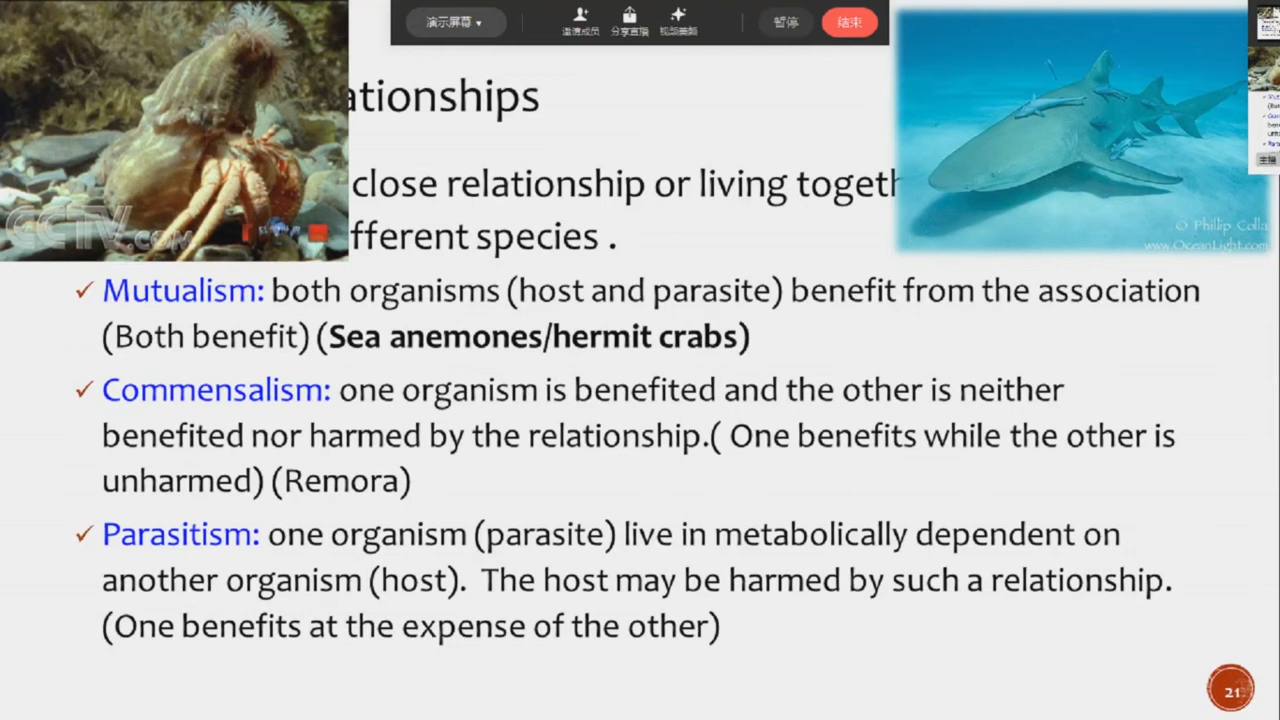 演示屏幕 ▾
邀请成员 分享直播 视频美颜
暂停
结束
ationships
close relationship or living togeth
fferent species .
CCTV.COM
© Phillip Colla
www.OceanLight.com
✓ Mutualism: both organisms (host and parasite) benefit from the association
(Both benefit) (Sea anemones/hermit crabs)
✓ Commensalism: one organism is benefited and the other is neither
benefited nor harmed by the relationship.( One benefits while the other is
unharmed) (Remora)
✓ Parasitism: one organism (parasite) live in metabolically dependent on
another organism (host). The host may be harmed by such a relationship.
(One benefits at the expense of the other)
主播
21